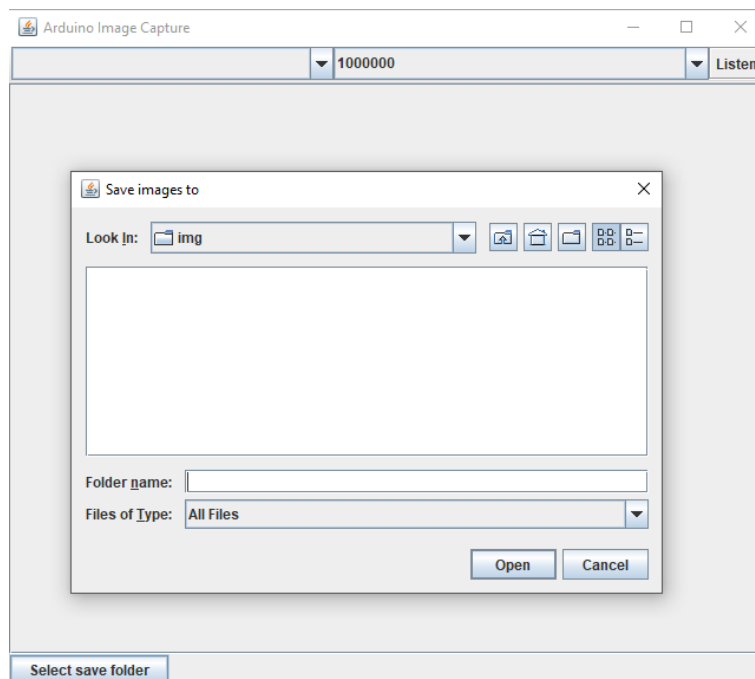 Arduino Image Capture
1000000 Listen
Save images to
Look In: img
Folder name:
Files of Type: All Files
Open Cancel
Select save folder